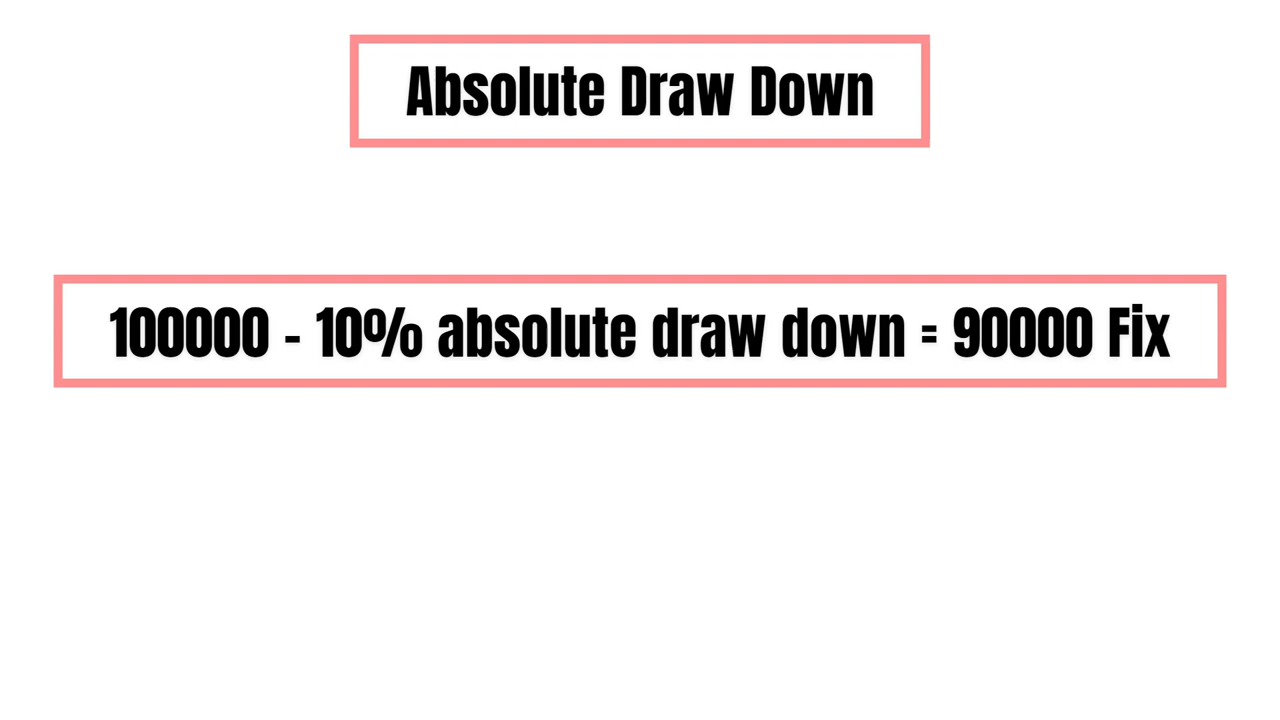 Absolute Draw Down
100000 - 10% absolute draw down = 90000 Fix